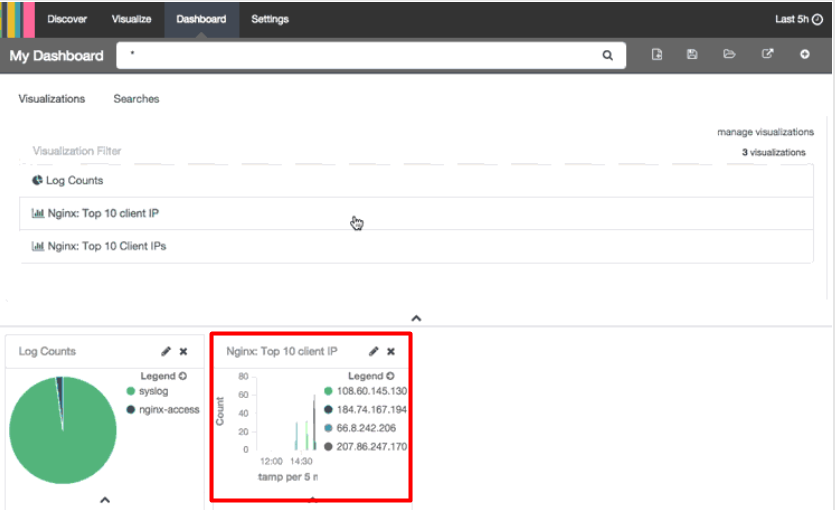 Discover Visualize Dashboard Settings Last 5h
My Dashboard *
Visualizations Searches
manage visualizations
Visualization Filter 3 visualizations
Log Counts
Nginx: Top 10 client IP
Nginx: Top 10 Client IPs
Log Counts
Legend
syslog
nginx-access
Nginx: Top 10 client IP
Legend
108.60.145.130
184.74.167.194
66.8.242.206
207.86.247.170
Count
80
60
40
20
0
12:00 14:30
tamp per 5 m